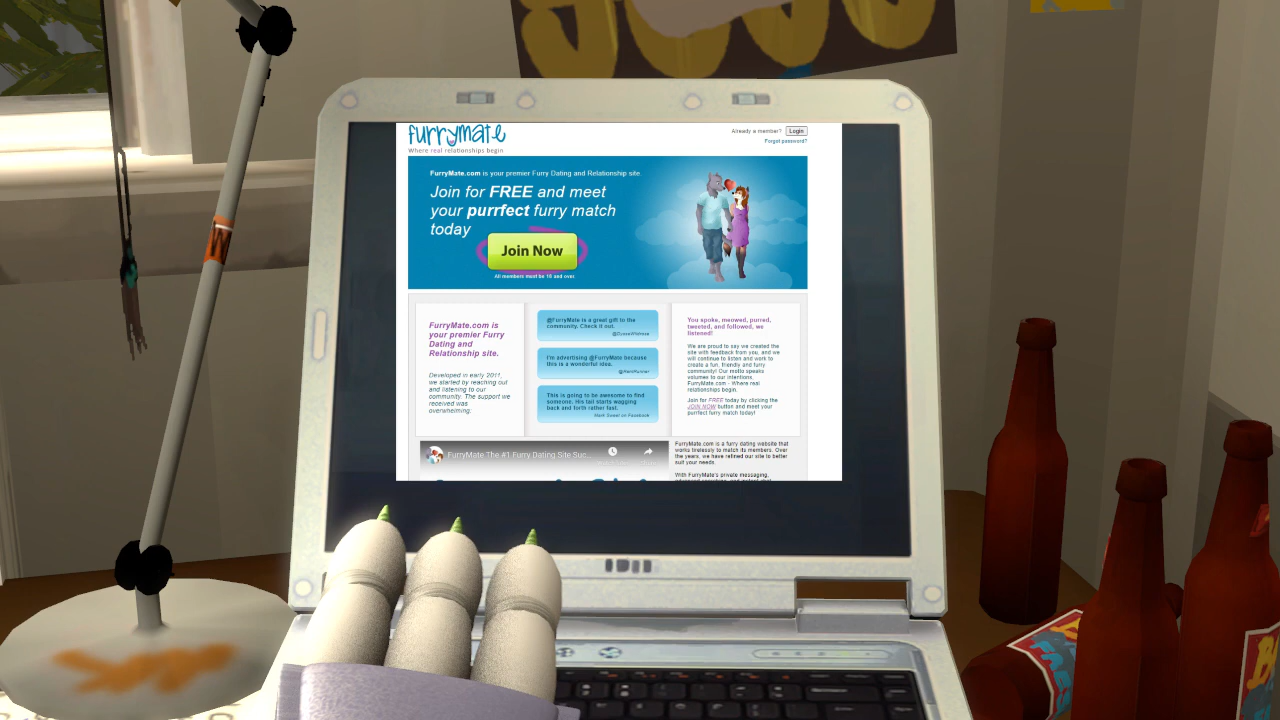 furrymate
Where real relationships begin
Already a member? Login
Forgot password?
FurryMate.com is your premier Furry Dating and Relationship site.
Join for FREE and meet
your purrfect furry match
today
Join Now
All members must be 18 and over.
FurryMate.com is
your premier Furry
Dating and
Relationship site.
Developed in early 2011,
we started by reaching out
and listening to our
community. The support we
received was
overwhelming.
@FurryMate is a great gift to the
community. Check it out.
I'm advertising @FurryMate because
this is a wonderful idea.
This is going to be awesome to find
someone. His tail starts wagging
back and forth rather fast.
Mark Sweet on Facebook
You spoke, meowed, purred,
tweeted, and followed, we
listened!
We are proud to say we created the
site with feedback from you, and we
will continue to listen and work to
create a fun, friendly and furry
community! Our motto speaks
volumes to our intentions.
FurryMate.com - Where real
relationships begin.
Join for FREE today by clicking the
JOIN NOW button and meet your
purrfect furry match today!
FurryMate The #1 Furry Dating Site Suc...
FurryMate.com is a furry dating website that
works tirelessly to match its members. Over
the years, we have refined our site to better
suit your needs.
With FurryMate's private messaging,